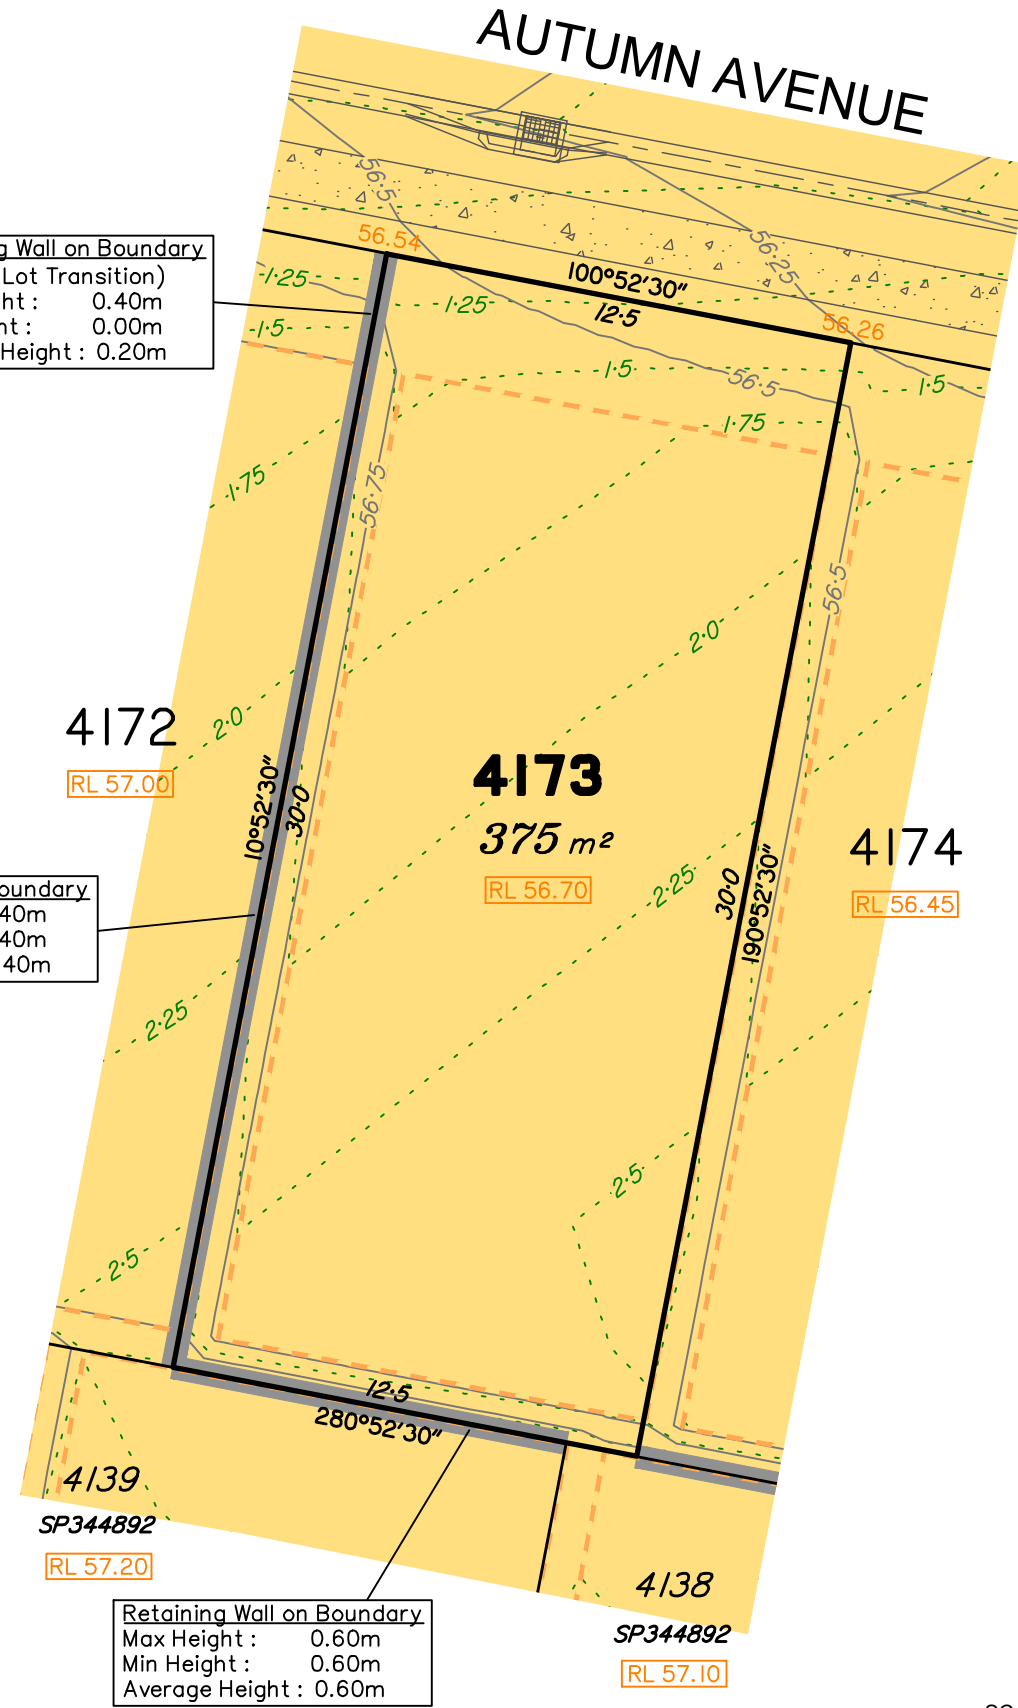 AUTUMN AVENUE
56.5
56.25
56.54
100°52'30"
12.5
56.26
g Wall on Boundary
(Lot Transition)
ht : 0.40m
nt : 0.00m
Height : 0.20m
1.25
1.25
1.5
1.5
56.5
1.5
1.75
1.75
56.75
56.5
2.0
2.0
4172
RL 57.00
10°52'30"
30.0
4173
375 m²
RL 56.70
2.25
30.0
190°52'30"
4174
RL 56.45
oundary
40m
40m
40m
2.25
2.5
2.5
12.5
280°52'30"
4139
SP344892
RL 57.20
4138
SP344892
RL 57.10
Retaining Wall on Boundary
Max Height : 0.60m
Min Height : 0.60m
Average Height : 0.60m